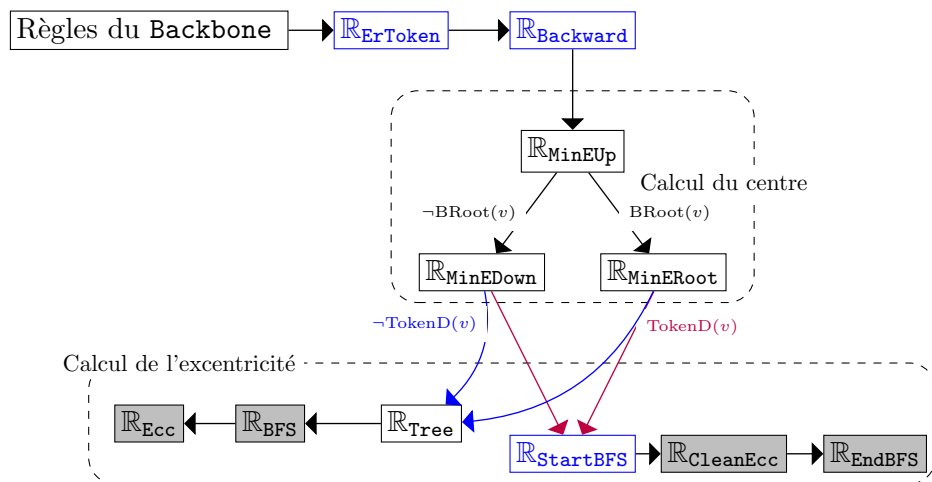 Règles du Backbone
ℝErToken
ℝBackward
ℝMinEUp
Calcul du centre
¬BRoot(v)
BRoot(v)
ℝMinEDown
ℝMinERoot
¬TokenD(v)
TokenD(v)
Calcul de l'excentricité
ℝEcc
ℝBFS
ℝTree
ℝStartBFS
ℝCleanEcc
ℝEndBFS